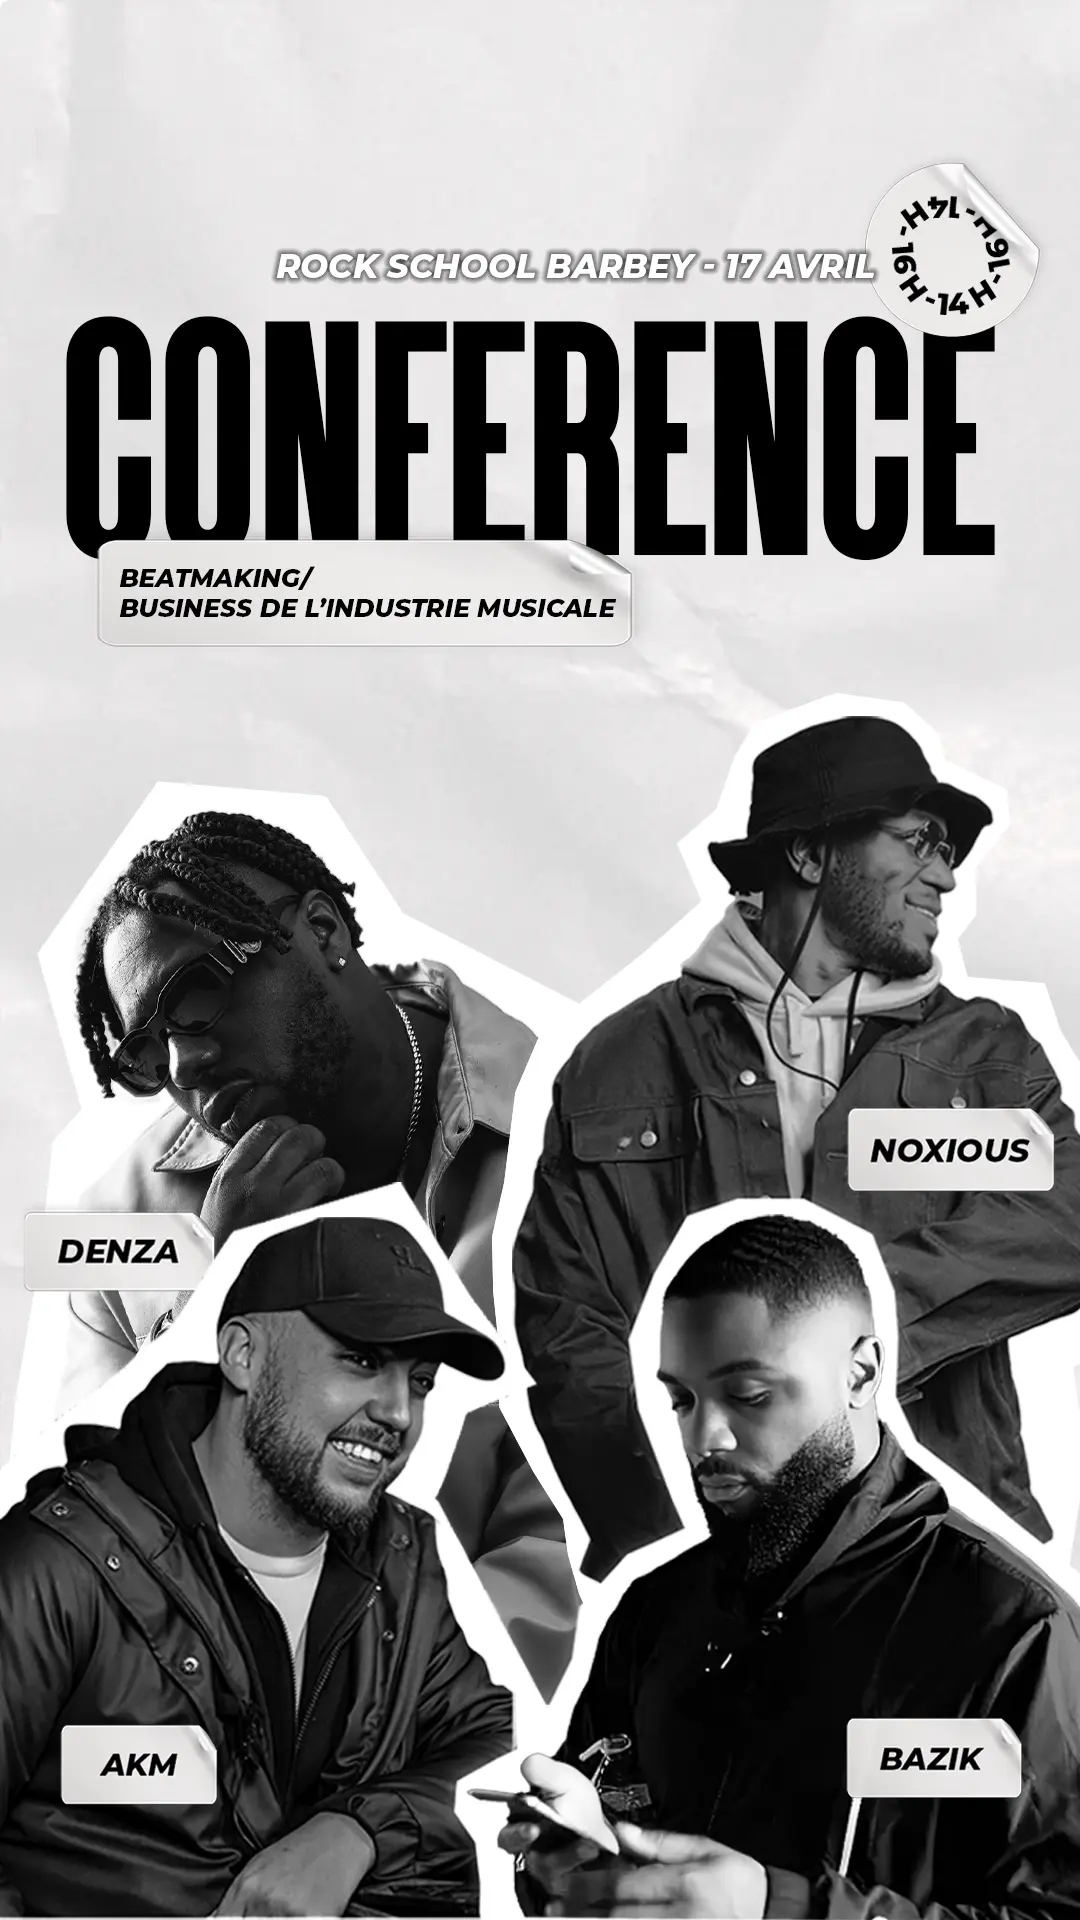 14H-16H-14H-16H-
ROCK SCHOOL BARBEY - 17 AVRIL
CONFERENCE
BEATMAKING/
BUSINESS DE L’INDUSTRIE MUSICALE
NOXIOUS
DENZA
AKM
BAZIK